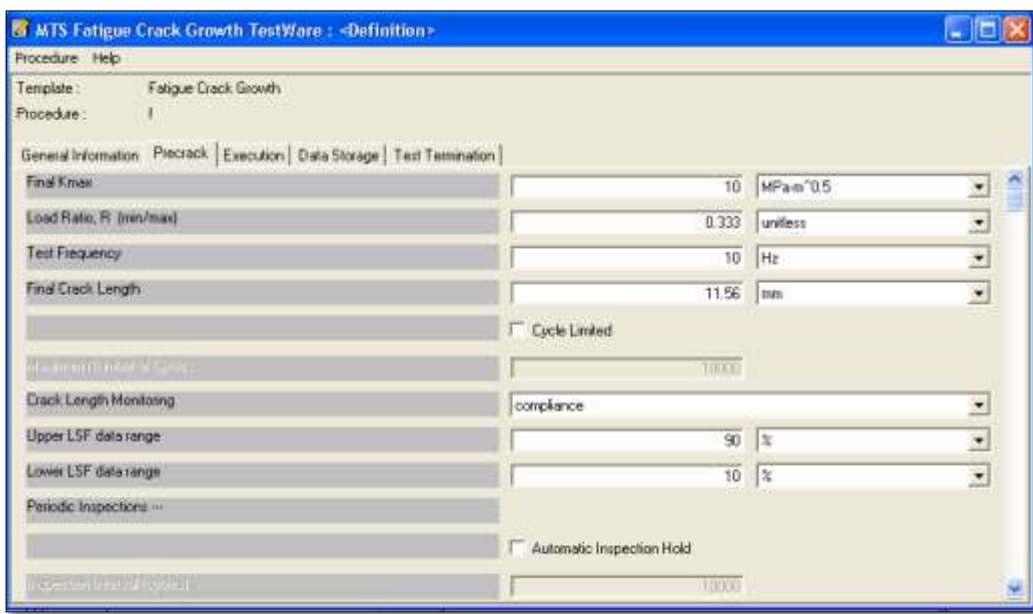 MTS Fatigue Crack Growth TestWare : <Definition>
Procedure Help
Template : Fatigue Crack Growth
Procedure :
General Information Precrack Execution Data Storage Test Termination
Final Kmax 10 MPa-m^0.5
Load Ratio, R (min/max) 0.333 unitless
Test Frequency 10 Hz
Final Crack Length 11.56 mm
Cycle Limited
10000
Crack Length Monitoring compliance
Upper LSF data range 90 %
Lower LSF data range 10 %
Periodic Inspections ---
Automatic Inspection Hold
Inspection Interval (cycles) 10000